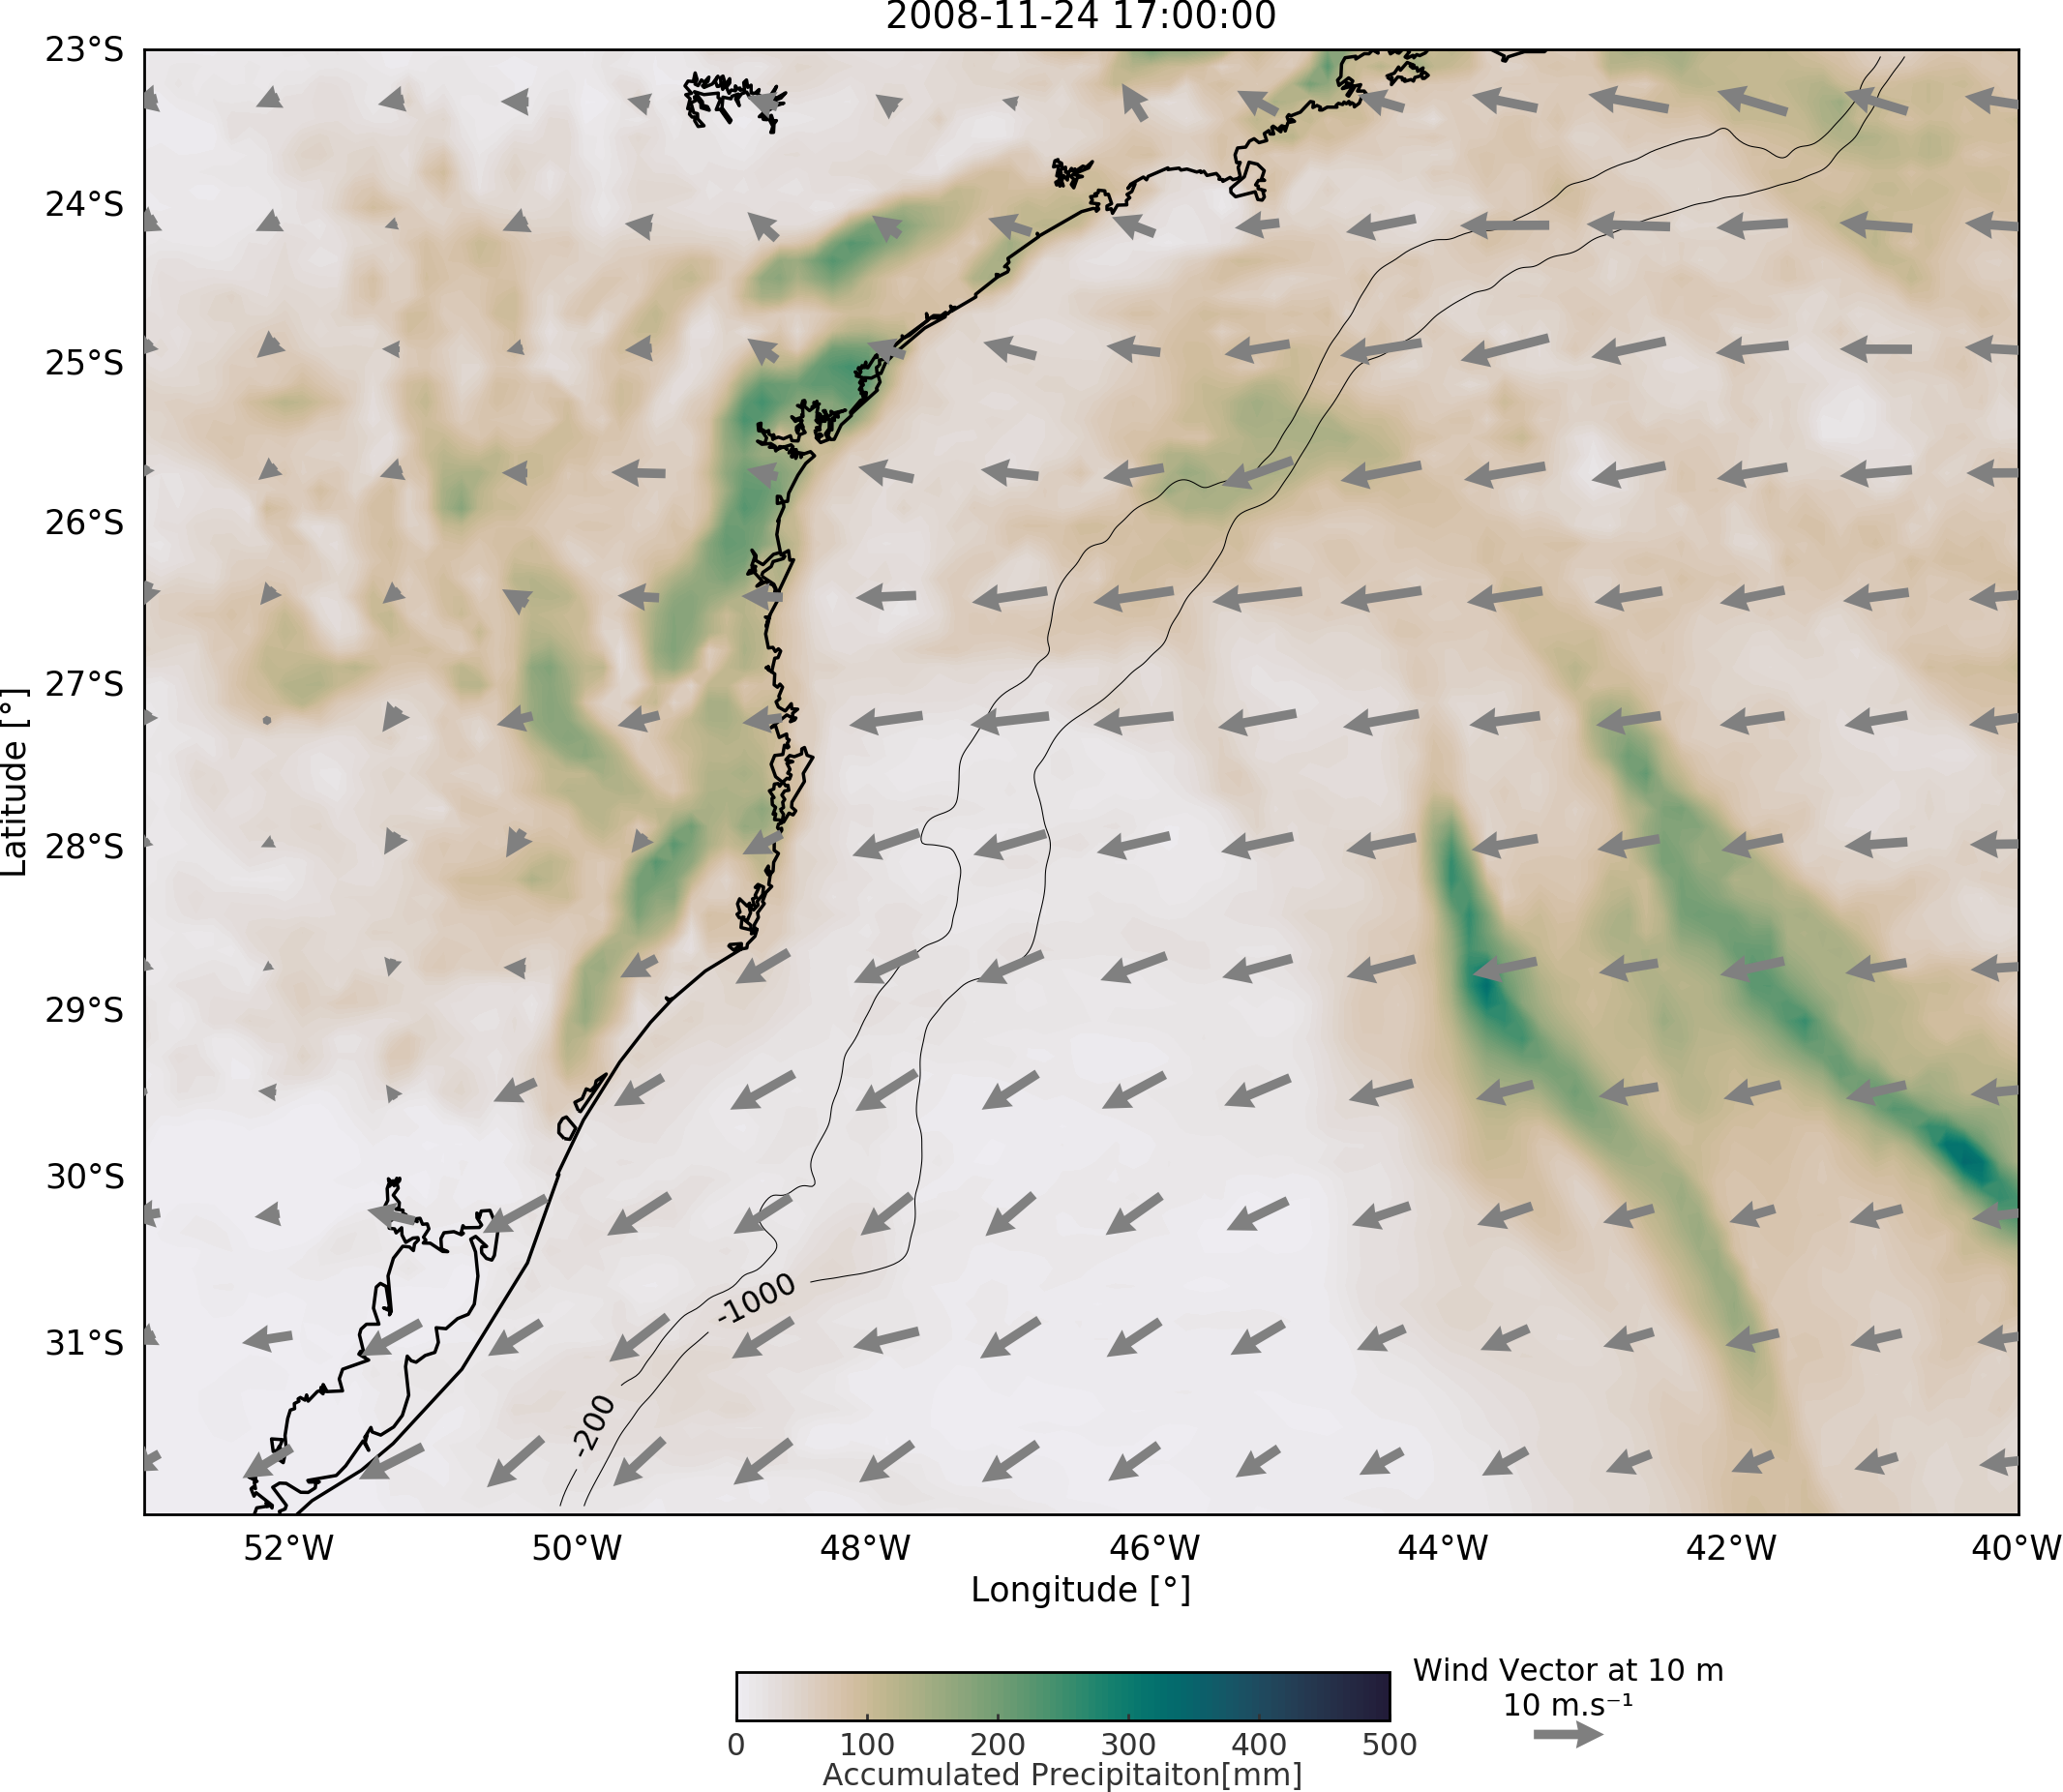 2008-11-24 17:00:00
23°S
24°S
25°S
26°S
27°S
28°S
29°S
30°S
31°S
Latitude [°]
-1000
-200
52°W
50°W
48°W
46°W
44°W
42°W
40°W
Longitude [°]
Wind Vector at 10 m
10 m.s⁻¹
0
100
200
300
400
500
Accumulated Precipitaiton[mm]